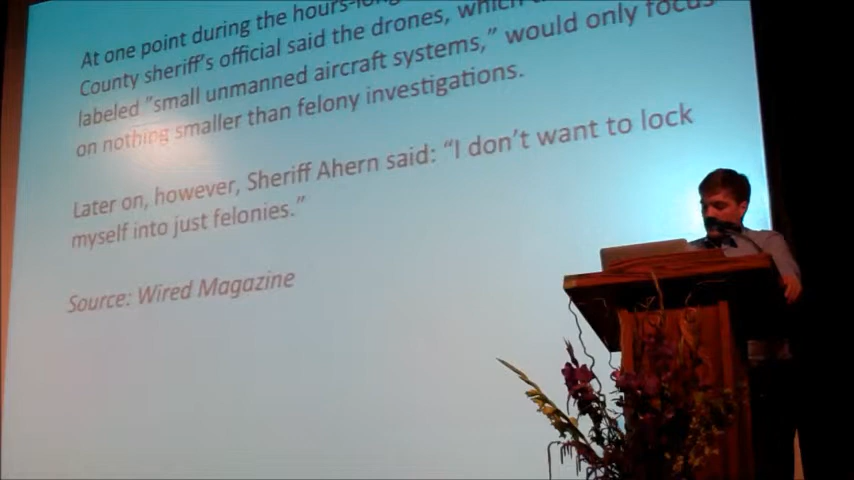 At one point during the hours-long
County sheriff's official said the drones, which
labeled "small unmanned aircraft systems," would only focus
on nothing smaller than felony investigations.
Later on, however, Sheriff Ahern said: "I don't want to lock
myself into just felonies."
Source: Wired Magazine